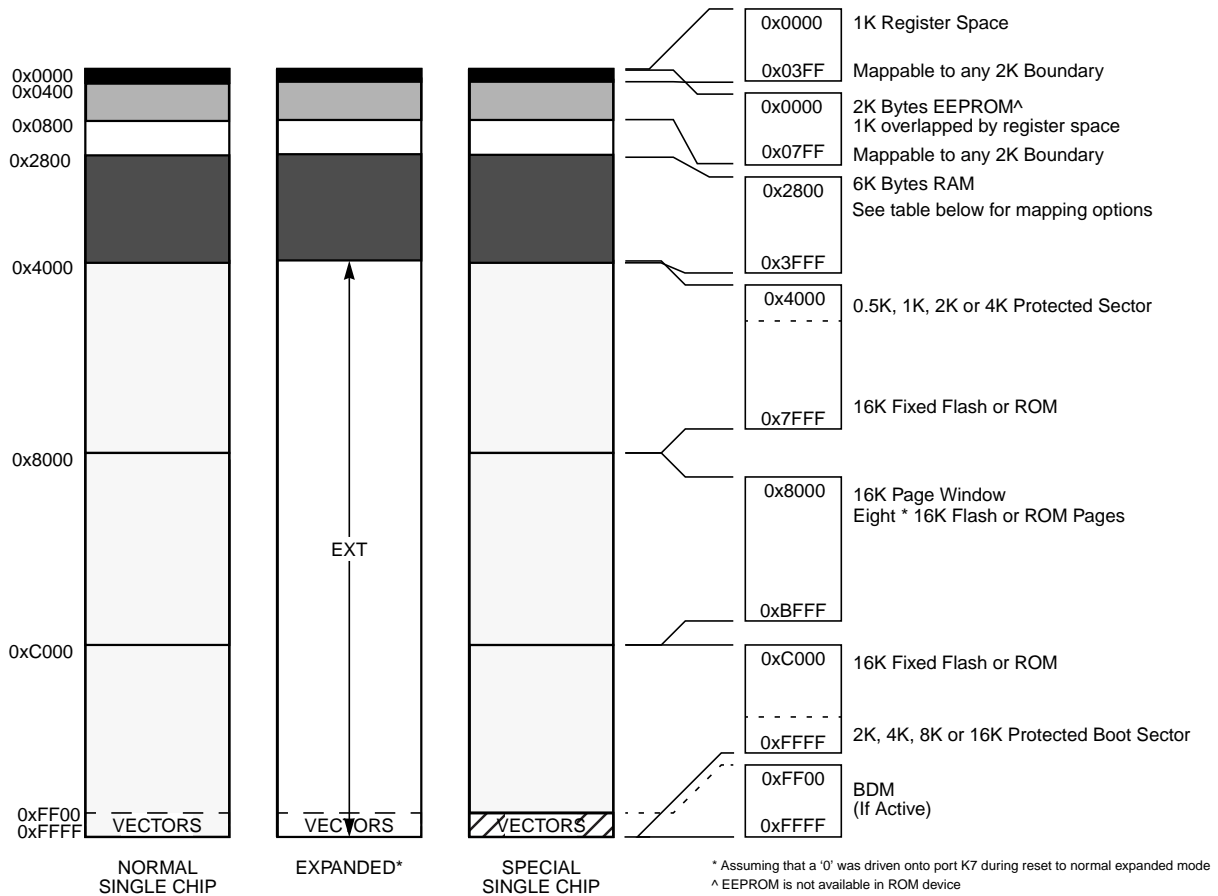 0x0000
0x0400
0x0800
0x2800
0x4000
0x8000
0xC000
0xFF00
0xFFFF
VECTORS
NORMAL
SINGLE CHIP
EXT
VECTORS
EXPANDED*
VECTORS
SPECIAL
SINGLE CHIP
0x0000
1K Register Space
0x03FF
Mappable to any 2K Boundary
0x0000
2K Bytes EEPROM^
1K overlapped by register space
0x07FF
Mappable to any 2K Boundary
0x2800
6K Bytes RAM
See table below for mapping options
0x3FFF
0x4000
0.5K, 1K, 2K or 4K Protected Sector
0x7FFF
16K Fixed Flash or ROM
0x8000
16K Page Window
Eight * 16K Flash or ROM Pages
0xBFFF
0xC000
16K Fixed Flash or ROM
0xFFFF
2K, 4K, 8K or 16K Protected Boot Sector
0xFF00
BDM
(If Active)
0xFFFF
* Assuming that a ‘0’ was driven onto port K7 during reset to normal expanded mode
^ EEPROM is not available in ROM device